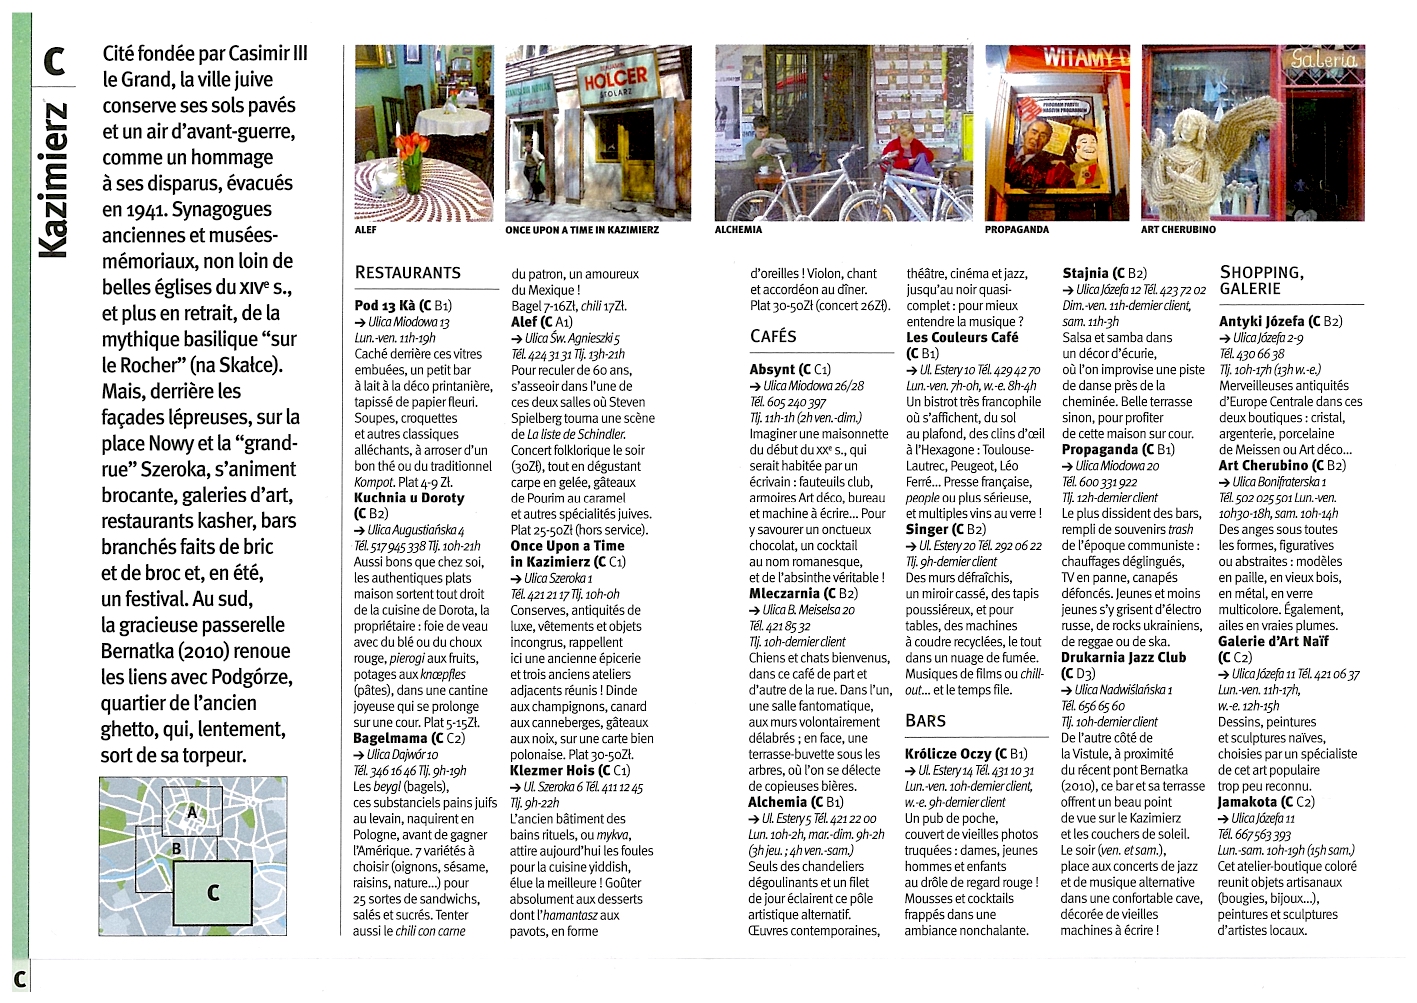 C
Kazimierz
Cité fondée par Casimir III
le Grand, la ville juive
conserve ses sols pavés
et un air d’avant-guerre,
comme un hommage
à ses disparus, évacués
en 1941. Synagogues
anciennes et musées-
mémoriaux, non loin de
belles églises du XIVe s.,
et plus en retrait, de la
mythique basilique “sur
le Rocher” (na Skałce).
Mais, derrière les
façades lépreuses, sur la
place Nowy et la “grand-
rue” Szeroka, s’animent
brocante, galeries d’art,
restaurants kasher, bars
branchés faits de bric
et de broc et, en été,
un festival. Au sud,
la gracieuse passerelle
Bernatka (2010) renoue
les liens avec Podgórze,
quartier de l’ancien
ghetto, qui, lentement,
sort de sa torpeur.
A
B
C
C
HOLCER
STOLARZ
WITAMY
Galeria
ALEF
ONCE UPON A TIME IN KAZIMIERZ
ALCHEMIA
PROPAGANDA
ART CHERUBINO
RESTAURANTS
Pod 13 Kà (C B1)
→ Ulica Miodowa 13
Lun.-ven. 11h-19h
Caché derrière ces vitres
embuées, un petit bar
à lait à la déco printanière,
tapissé de papier fleuri.
Soupes, croquettes
et autres classiques
alléchants, à arroser d’un
bon thé ou du traditionnel
Kompot. Plat 4-9 Zł.
Kuchnia u Doroty
(C B2)
→ Ulica Augustiańska 4
Tél. 517 945 338 Tlj. 10h-21h
Aussi bons que chez soi,
les authentiques plats
maison sortent tout droit
de la cuisine de Dorota, la
propriétaire : foie de veau
avec du blé ou du choux
rouge, pierogi aux fruits,
potages aux knœpfles
(pâtes), dans une cantine
joyeuse qui se prolonge
sur une cour. Plat 5-15Zł.
Bagelmama (C C2)
→ Ulica Dajwór 10
Tél. 346 16 46 Tlj. 9h-19h
Les beygl (bagels),
ces substanciels pains juifs
au levain, naquirent en
Pologne, avant de gagner
l’Amérique. 7 variétés à
choisir (oignons, sésame,
raisins, nature...) pour
25 sortes de sandwichs,
salés et sucrés. Tenter
aussi le chili con carne
du patron, un amoureux
du Mexique !
Bagel 7-16Zł, chili 17Zł.
Alef (C A1)
→ Ulica Św. Agnieszki 5
Tél. 424 31 31 Tlj. 13h-21h
Pour reculer de 60 ans,
s’asseoir dans l’une de
ces deux salles où Steven
Spielberg tourna une scène
de La liste de Schindler.
Concert folklorique le soir
(30Zł), tout en dégustant
carpe en gelée, gâteaux
de Pourim au caramel
et autres spécialités juives.
Plat 25-50Zł (hors service).
Once Upon a Time
in Kazimierz (C C1)
→ Ulica Szeroka 1
Tél. 421 21 17 Tlj. 10h-0h
Conserves, antiquités de
luxe, vêtements et objets
incongrus, rappellent
ici une ancienne épicerie
et trois anciens ateliers
adjacents réunis ! Dinde
aux champignons, canard
aux canneberges, gâteaux
aux noix, sur une carte bien
polonaise. Plat 30-50Zł.
Klezmer Hois (C C1)
→ Ul. Szeroka 6 Tél. 411 12 45
Tlj. 9h-22h
L’ancien bâtiment des
bains rituels, ou mykva,
attire aujourd’hui les foules
pour la cuisine yiddish,
élue la meilleure ! Goûter
absolument aux desserts
dont l’hamantasz aux
pavots, en forme
d’oreilles ! Violon, chant
et accordéon au dîner.
Plat 30-50Zł (concert 26Zł).
CAFÉS
Absynt (C C1)
→ Ulica Miodowa 26/28
Tél. 605 240 397
Tlj. 11h-1h (2h ven.-dim.)
Imaginer une maisonnette
du début du XXe s., qui
serait habitée par un
écrivain : fauteuils club,
armoires Art déco, bureau
et machine à écrire... Pour
y savourer un onctueux
chocolat, un cocktail
au nom romanesque,
et de l’absinthe véritable !
Mleczarnia (C B2)
→ Ulica B. Meiselsa 20
Tél. 421 85 32
Tlj. 10h-dernier client
Chiens et chats bienvenus,
dans ce café de part et
d’autre de la rue. Dans l’un,
une salle fantomatique,
aux murs volontairement
délabrés ; en face, une
terrasse-buvette sous les
arbres, où l’on se délecte
de copieuses bières.
Alchemia (C B1)
→ Ul. Estery 5 Tél. 421 22 00
Lun. 10h-2h, mar.-dim. 9h-2h
(3h jeu. ; 4h ven.-sam.)
Seuls des chandeliers
dégoulinants et un filet
de jour éclairent ce pôle
artistique alternatif.
Œuvres contemporaines,
théâtre, cinéma et jazz,
jusqu’au noir quasi-
complet : pour mieux
entendre la musique ?
Les Couleurs Café
(C B1)
→ Ul. Estery 10 Tél. 429 42 70
Lun.-ven. 7h-0h, w.-e. 8h-4h
Un bistrot très francophile
où s’affichent, du sol
au plafond, des clins d’œil
à l’Hexagone : Toulouse-
Lautrec, Peugeot, Léo
Ferré... Presse française,
people ou plus sérieuse,
et multiples vins au verre !
Singer (C B2)
→ Ul. Estery 20 Tél. 292 06 22
Tlj. 9h-dernier client
Des murs défraîchis,
un miroir cassé, des tapis
poussiéreux, et pour
tables, des machines
à coudre recyclées, le tout
dans un nuage de fumée.
Musiques de films ou chill-
out... et le temps file.
BARS
Królicze Oczy (C B1)
→ Ul. Estery 14 Tél. 431 10 31
Lun.-ven. 10h-dernier client,
w.-e. 9h-dernier client
Un pub de poche,
couvert de vieilles photos
truquées : dames, jeunes
hommes et enfants
au drôle de regard rouge !
Mousses et cocktails
frappés dans une
ambiance nonchalante.
Stajnia (C B2)
→ Ulica Józefa 12 Tél. 423 72 02
Dim.-ven. 11h-dernier client,
sam. 11h-3h
Salsa et samba dans
un décor d’écurie,
où l’on improvise une piste
de danse près de la
cheminée. Belle terrasse
sinon, pour profiter
de cette maison sur cour.
Propaganda (C B1)
→ Ulica Miodowa 20
Tél. 600 331 922
Tlj. 12h-dernier client
Le plus dissident des bars,
rempli de souvenirs trash
de l’époque communiste :
chauffages déglingués,
TV en panne, canapés
défoncés. Jeunes et moins
jeunes s’y grisent d’électro
russe, de rocks ukrainiens,
de reggae ou de ska.
Drukarnia Jazz Club
(C D3)
→ Ulica Nadwiślańska 1
Tél. 656 65 60
Tlj. 10h-dernier client
De l’autre côté de
la Vistule, à proximité
du récent pont Bernatka
(2010), ce bar et sa terrasse
offrent un beau point
de vue sur le Kazimierz
et les couchers de soleil.
Le soir (ven. et sam.),
place aux concerts de jazz
et de musique alternative
dans une confortable cave,
décorée de vieilles
machines à écrire !
SHOPPING,
GALERIE
Antyki Józefa (C B2)
→ Ulica Józefa 2-9
Tél. 430 66 38
Tlj. 10h-17h (13h w.-e.)
Merveilleuses antiquités
d’Europe Centrale dans ces
deux boutiques : cristal,
argenterie, porcelaine
de Meissen ou Art déco...
Art Cherubino (C B2)
→ Ulica Bonifraterska 1
Tél. 502 025 501 Lun.-ven.
10h30-18h, sam. 10h-14h
Des anges sous toutes
les formes, figuratives
ou abstraites : modèles
en paille, en vieux bois,
en métal, en verre
multicolore. Également,
ailes en vraies plumes.
Galerie d’Art Naïf
(C C2)
→ Ulica Józefa 11 Tél. 421 06 37
Lun.-ven. 11h-17h,
w.-e. 12h-15h
Dessins, peintures
et sculptures naïves,
choisies par un spécialiste
de cet art populaire
trop peu reconnu.
Jamakota (C C2)
→ Ulica Józefa 11
Tél. 667 563 393
Lun.-sam. 10h-19h (15h sam.)
Cet atelier-boutique coloré
reunit objets artisanaux
(bougies, bijoux...),
peintures et sculptures
d’artistes locaux.